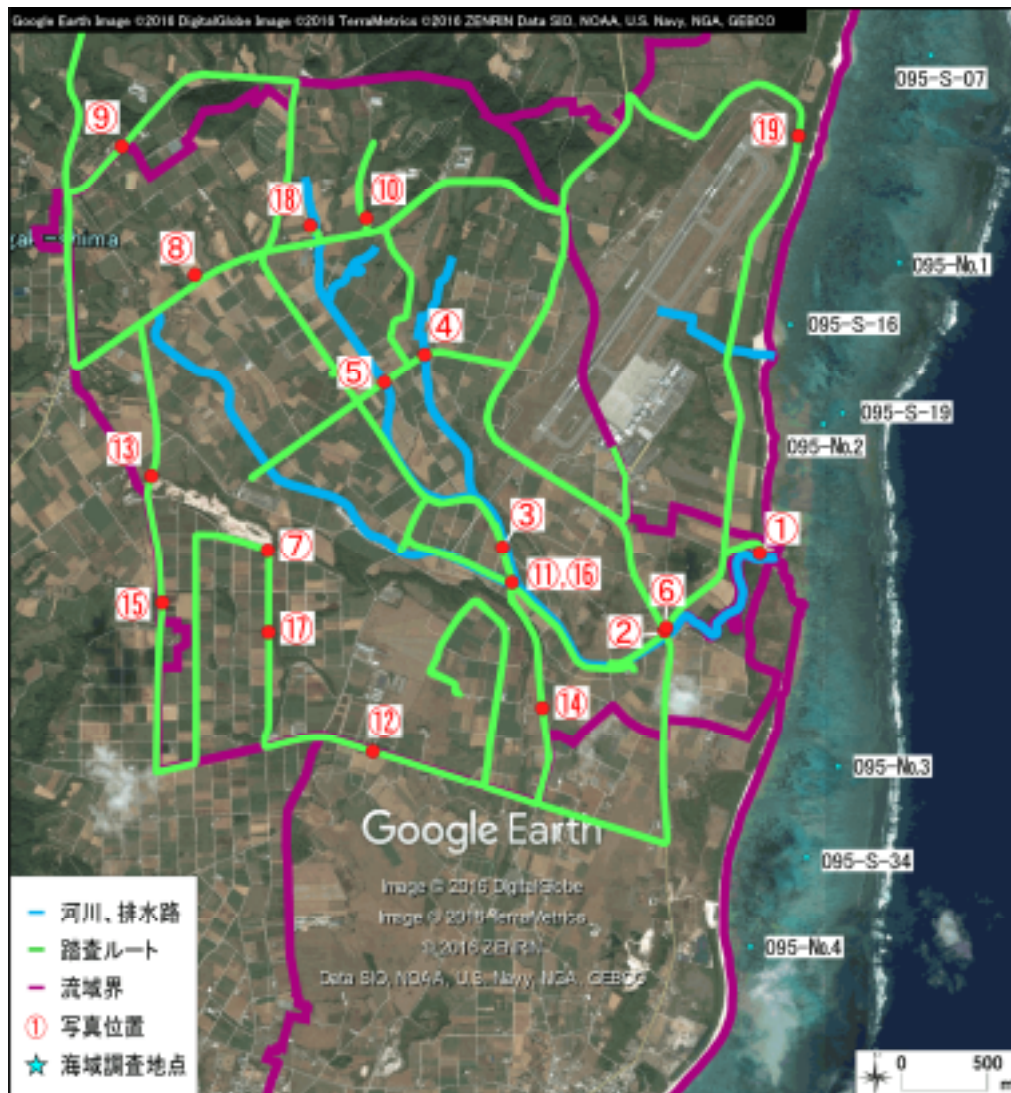 Google Earth Image ©2016 DigitalGlobe Image ©2016 TerraMetrics ©2016 ZENRIN Data SIO, NOAA, U.S. Navy, NGA, GEBCO
095-S-07
⑨
⑲
⑱
⑩
⑧
095-No.1
④
095-S-16
⑤
095-S-19
095-No.2
⑬
③
①
⑦
⑪,⑯
⑮
⑥
⑰
②
⑭
⑫
095-No.3
Google Earth
095-S-34
Image © 2016 DigitalGlobe
Image © 2016 TerraMetrics
© 2016 ZENRIN
Data SIO, NOAA, U.S. Navy, NGA, GEBCO
095-No.4
河川、排水路
踏査ルート
流域界
① 写真位置
海域調査地点
0 500
m